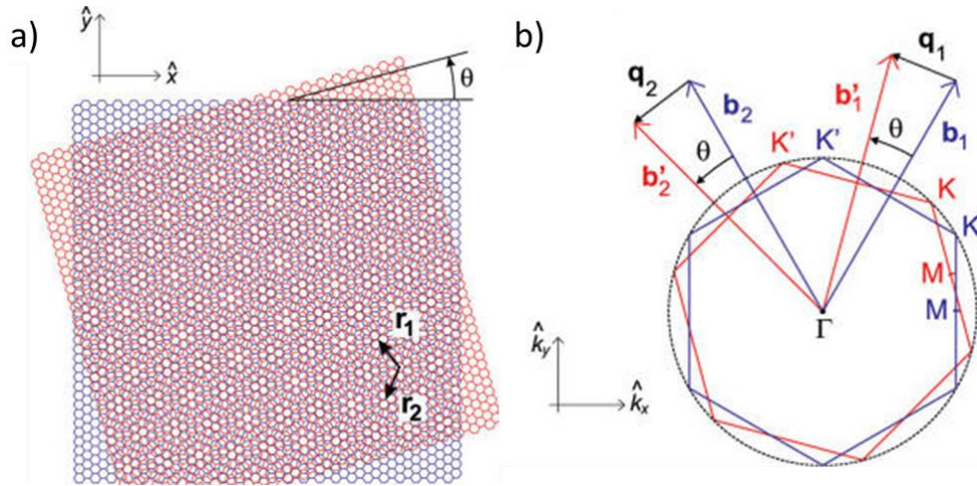 a)
ŷ
x̂
θ
r₁
r₂
b)
q₁
q₂
b₂
b'₁
b₁
θ
θ
b'₂
K' K'
K
K
M
M
Γ
k̂y
k̂x